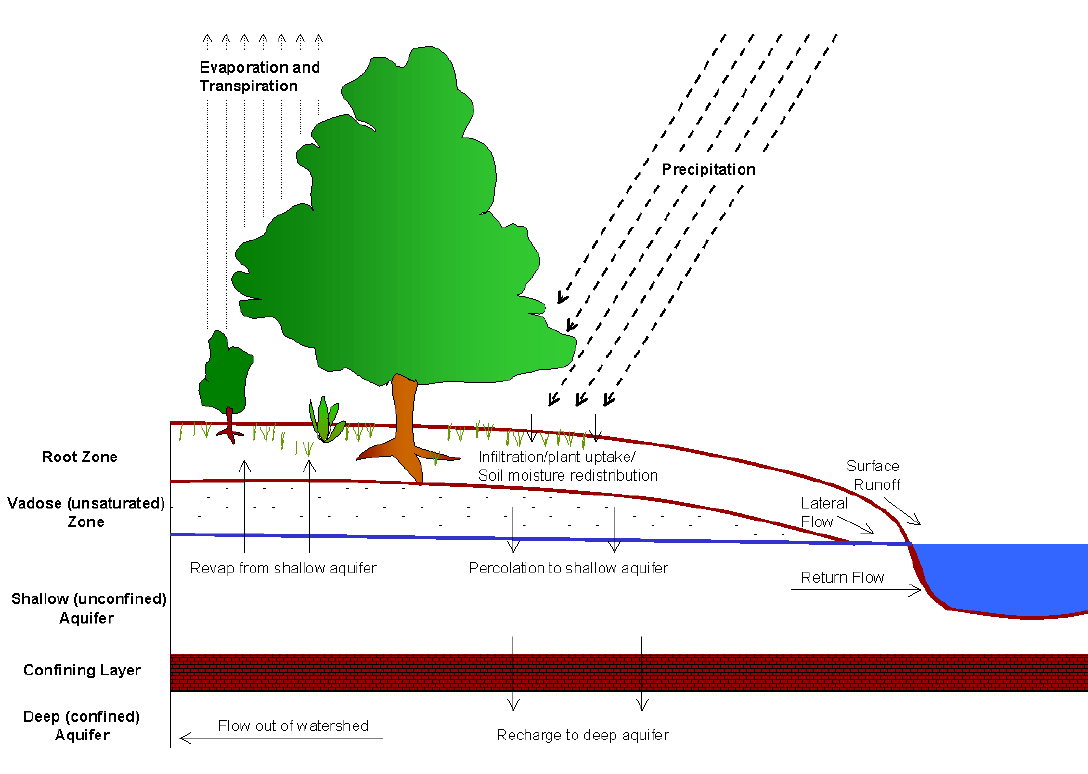 Evaporation and
Transpiration
Precipitation
Root Zone
Infiltration/plant uptake/
Soil moisture redistribution
Surface
Runoff
Vadose (unsaturated)
Zone
Lateral
Flow
Revap from shallow aquifer
Percolation to shallow aquifer
Return Flow
Shallow (unconfined)
Aquifer
Confining Layer
Deep (confined)
Aquifer
Flow out of watershed
Recharge to deep aquifer